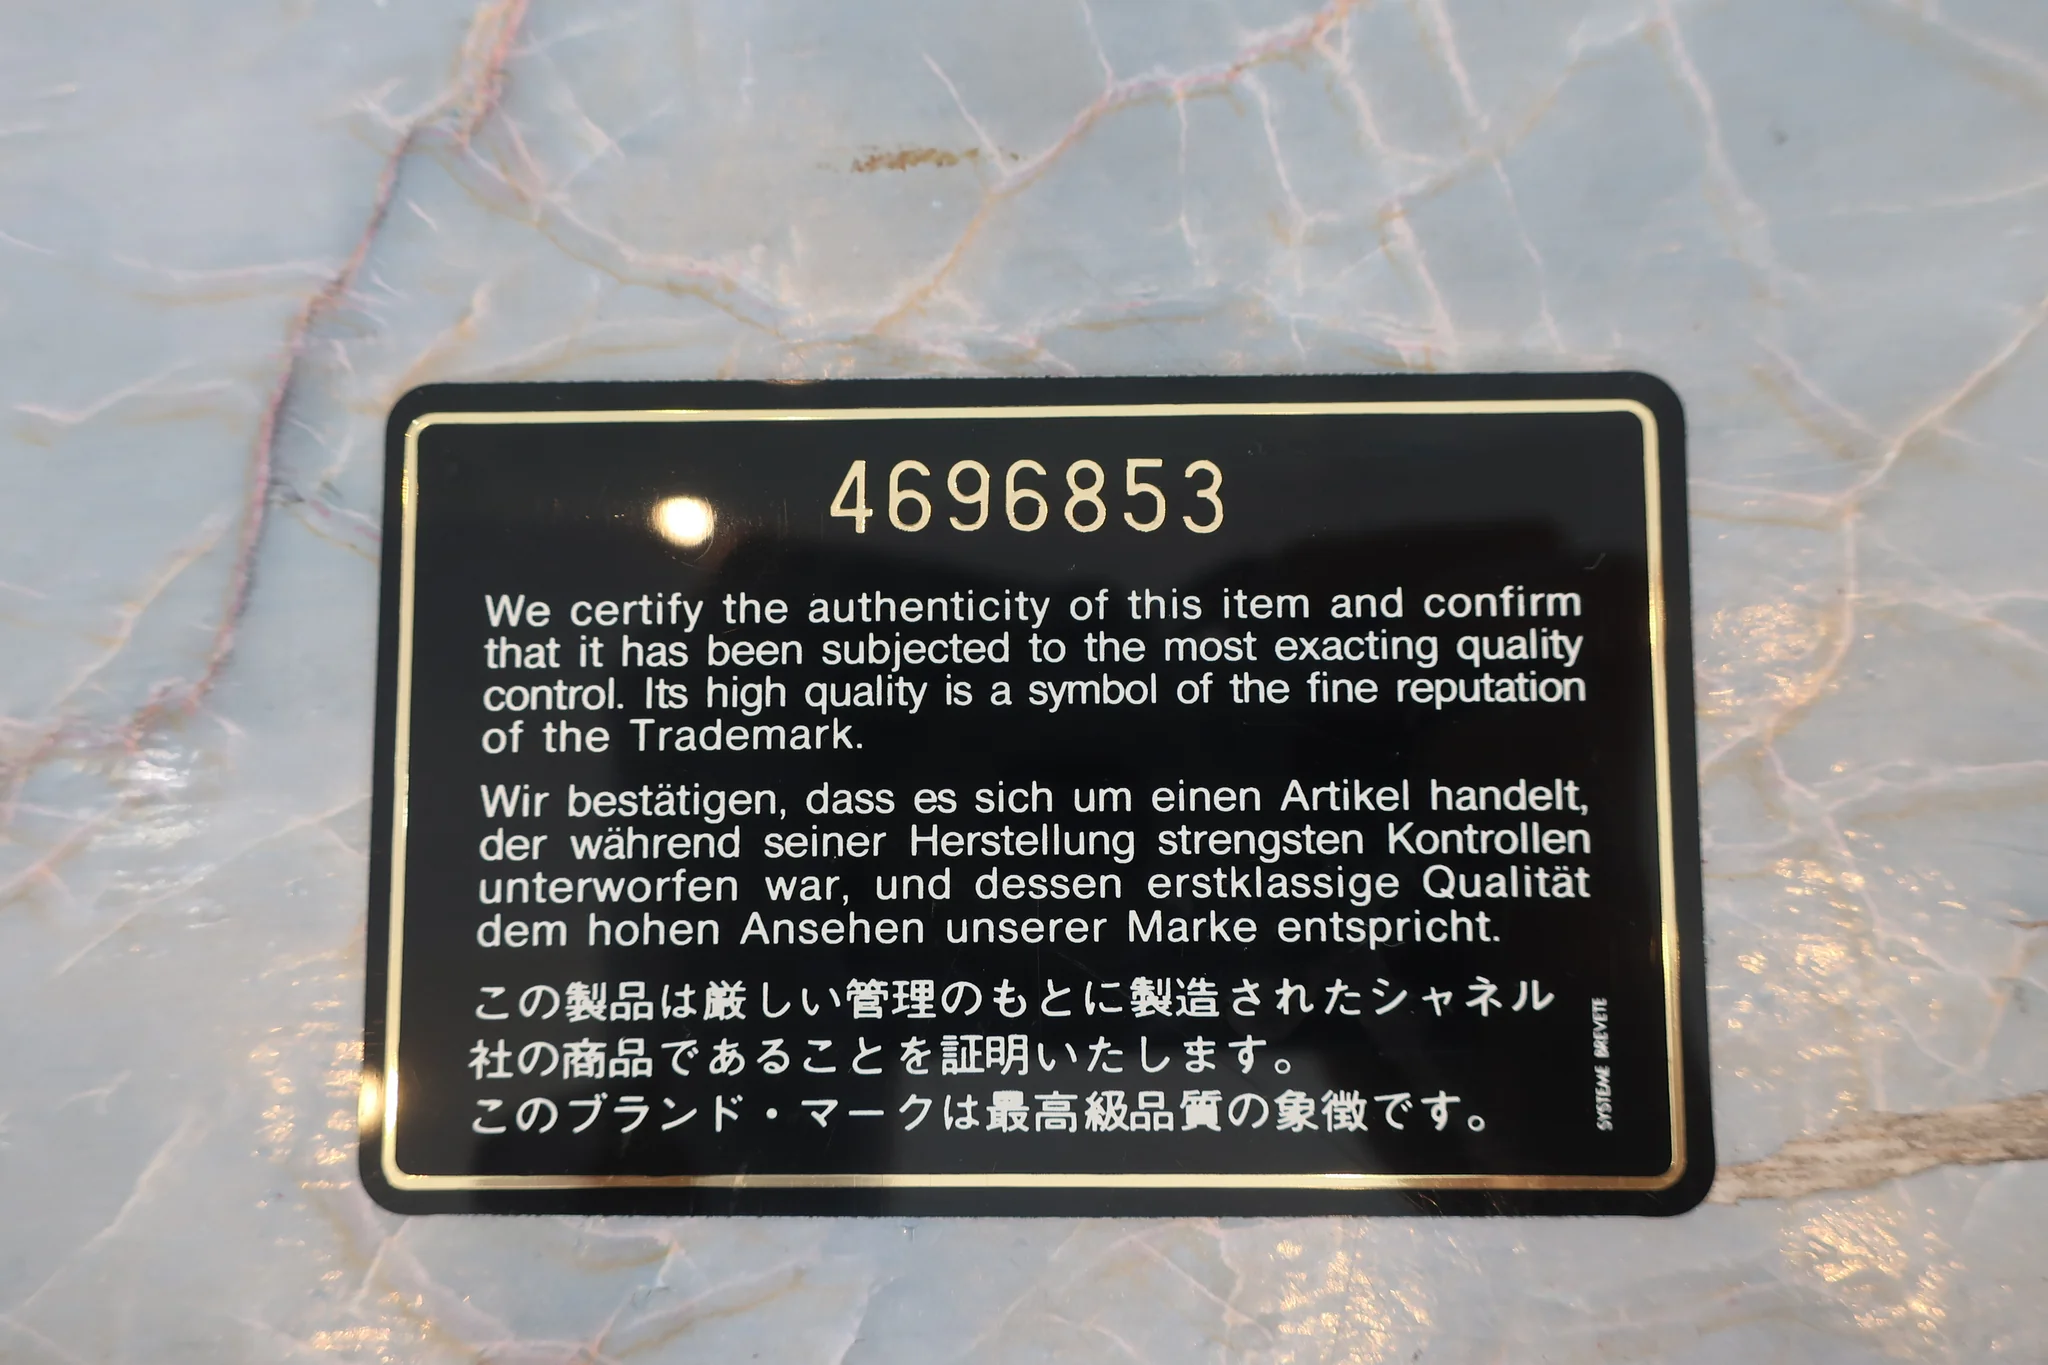 4696853
We certify the authenticity of this item and confirm
that it has been subjected to the most exacting quality
control. Its high quality is a symbol of the fine reputation
of the Trademark.
Wir bestätigen, dass es sich um einen Artikel handelt,
der während seiner Herstellung strengsten Kontrollen
unterworfen war, und dessen erstklassige Qualität
dem hohen Ansehen unserer Marke entspricht.
この製品は厳しい管理のもとに製造されたシャネル
社の商品であることを証明いたします。
このブランド・マークは最高級品質の象徴です。
SYSTEME BREVETE